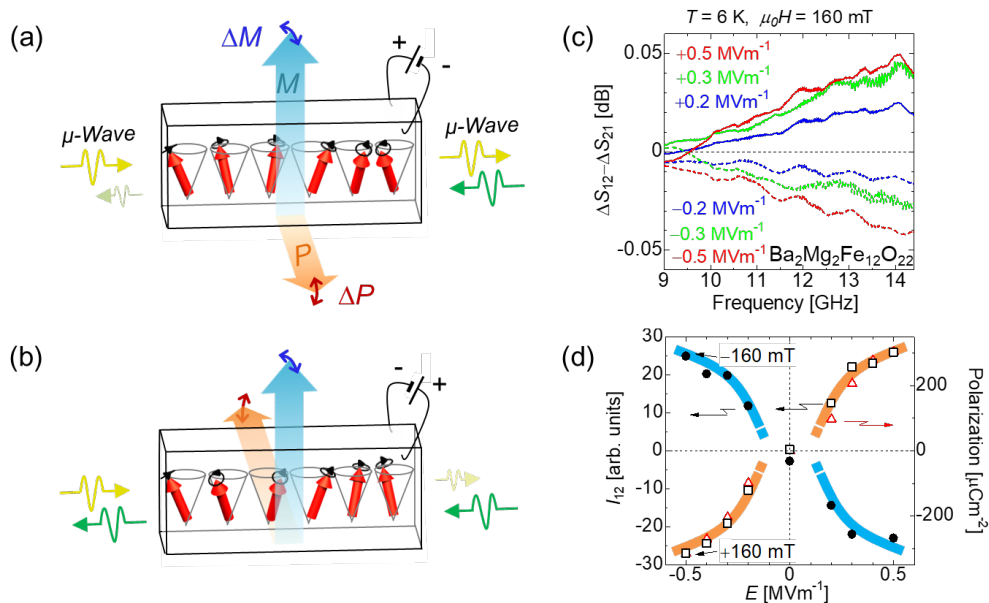 (a)
ΔM
M
+
-
μ-Wave
μ-Wave
P
ΔP
(b)
-
+
(c)
T = 6 K, μ₀H = 160 mT
ΔS₁₂−ΔS₂₁ [dB]
0.05
0
-0.05
+0.5 MVm⁻¹
+0.3 MVm⁻¹
+0.2 MVm⁻¹
−0.2 MVm⁻¹
−0.3 MVm⁻¹
−0.5 MVm⁻¹
Ba₂Mg₂Fe₁₂O₂₂
9 10 11 12 13 14
Frequency [GHz]
(d)
I₁₂ [arb. units]
30
20
10
0
-10
-20
-30
−160 mT
+160 mT
200
0
-200
Polarization [μCm⁻²]
-0.5 0 0.5
E [MVm⁻¹]